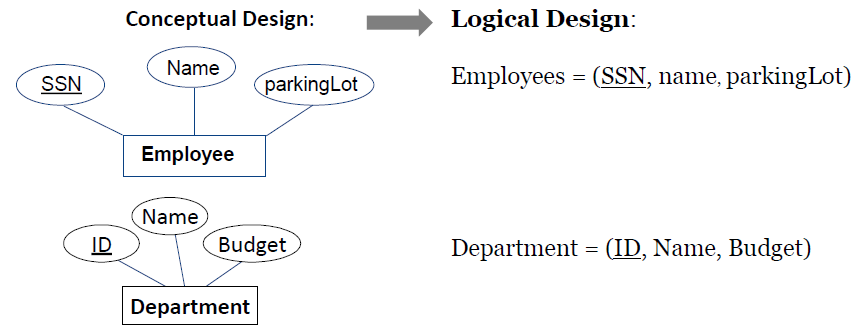 Conceptual Design:
Logical Design:
SSN
Name
parkingLot
Employee
Employees = (SSN, name, parkingLot)
ID
Name
Budget
Department
Department = (ID, Name, Budget)